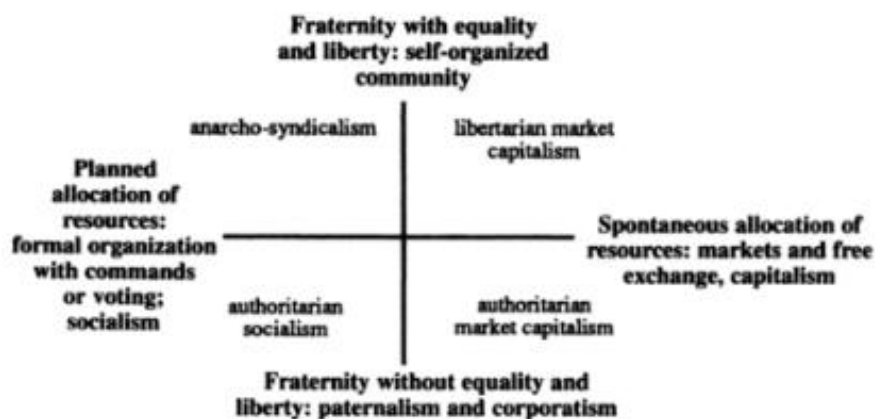 Fraternity with equality
and liberty: self-organized
community
anarcho-syndicalism
libertarian market
capitalism
Planned
allocation of
resources:
formal organization
with commands
or voting;
socialism
Spontaneous allocation of
resources: markets and free
exchange, capitalism
authoritarian
socialism
authoritarian
market capitalism
Fraternity without equality and
liberty: paternalism and corporatism